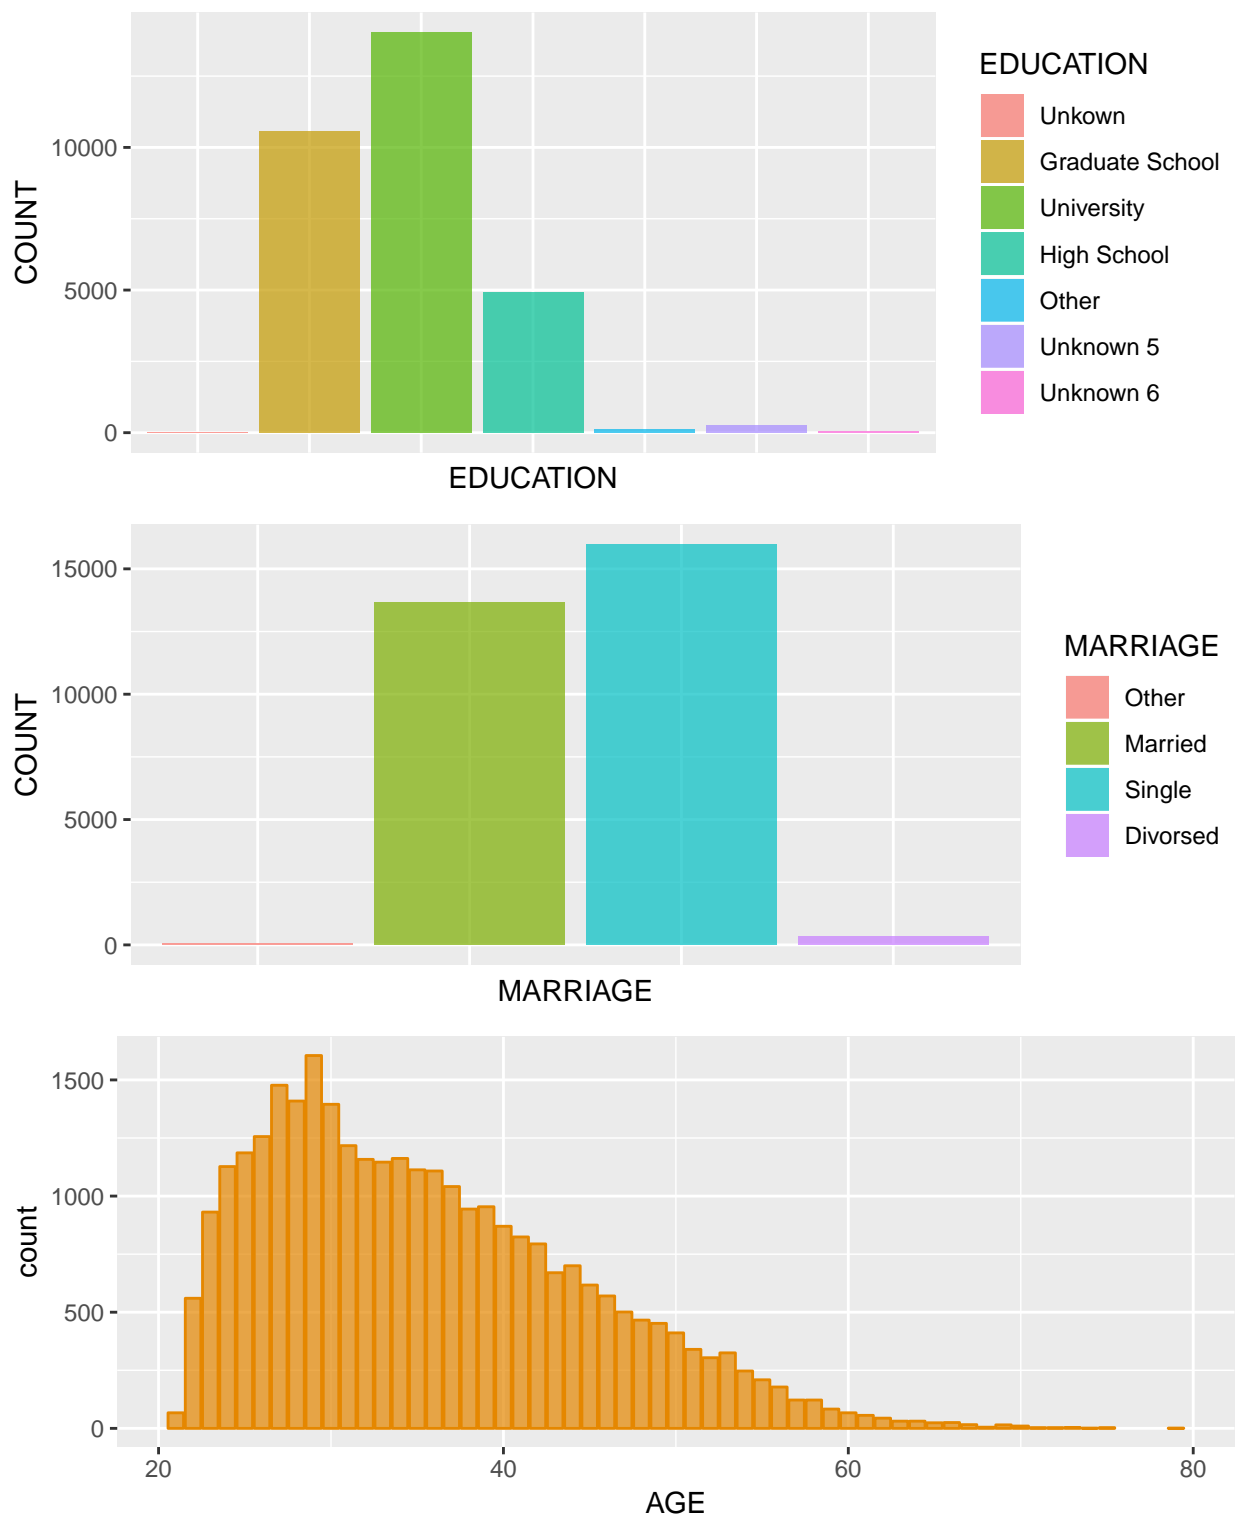 COUNT
10000
5000
0
EDUCATION
EDUCATION
Unkown
Graduate School
University
High School
Other
Unknown 5
Unknown 6
COUNT
15000
10000
5000
0
MARRIAGE
MARRIAGE
Other
Married
Single
Divorsed
count
1500
1000
500
0
20 40 60 80
AGE